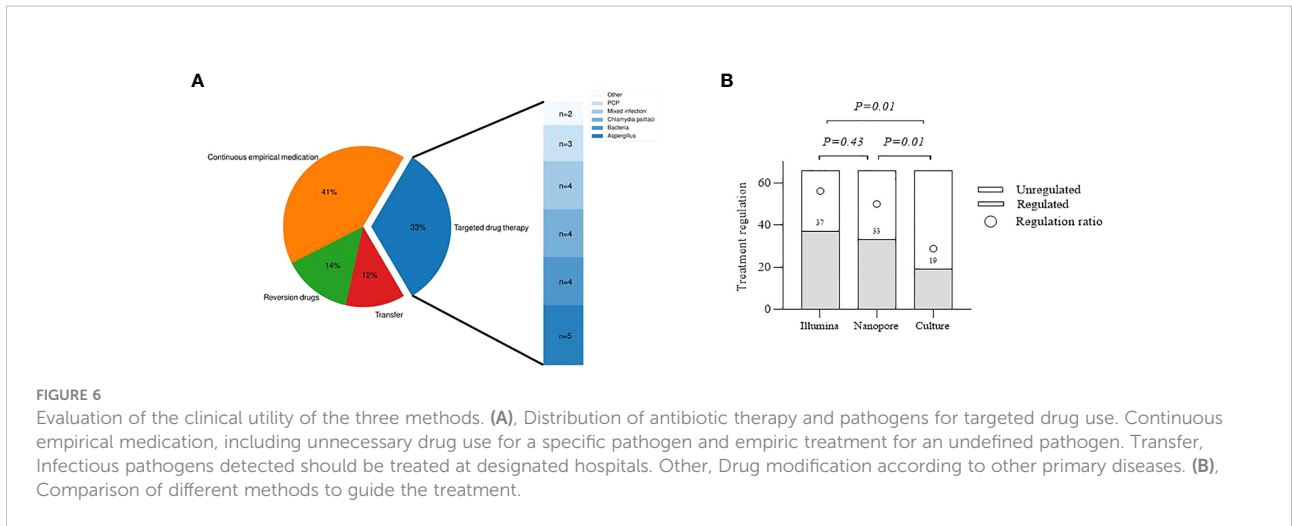 A
Other
PCP
Mixed infection
Chlamydia psittaci
Bacteria
Aspergillus
n=2
n=3
n=4
n=4
n=4
n=5
Continuous empirical medication
41%
33%
Targeted drug therapy
14%
12%
Reversion drugs
Transfer
B
P=0.01
P=0.43
P=0.01
Treatment regulation
60
40
20
0
37
33
19
Illumina
Nanopore
Culture
Unregulated
Regulated
Regulation ratio
FIGURE 6
Evaluation of the clinical utility of the three methods. (A), Distribution of antibiotic therapy and pathogens for targeted drug use. Continuous
empirical medication, including unnecessary drug use for a specific pathogen and empiric treatment for an undefined pathogen. Transfer,
Infectious pathogens detected should be treated at designated hospitals. Other, Drug modification according to other primary diseases. (B),
Comparison of different methods to guide the treatment.